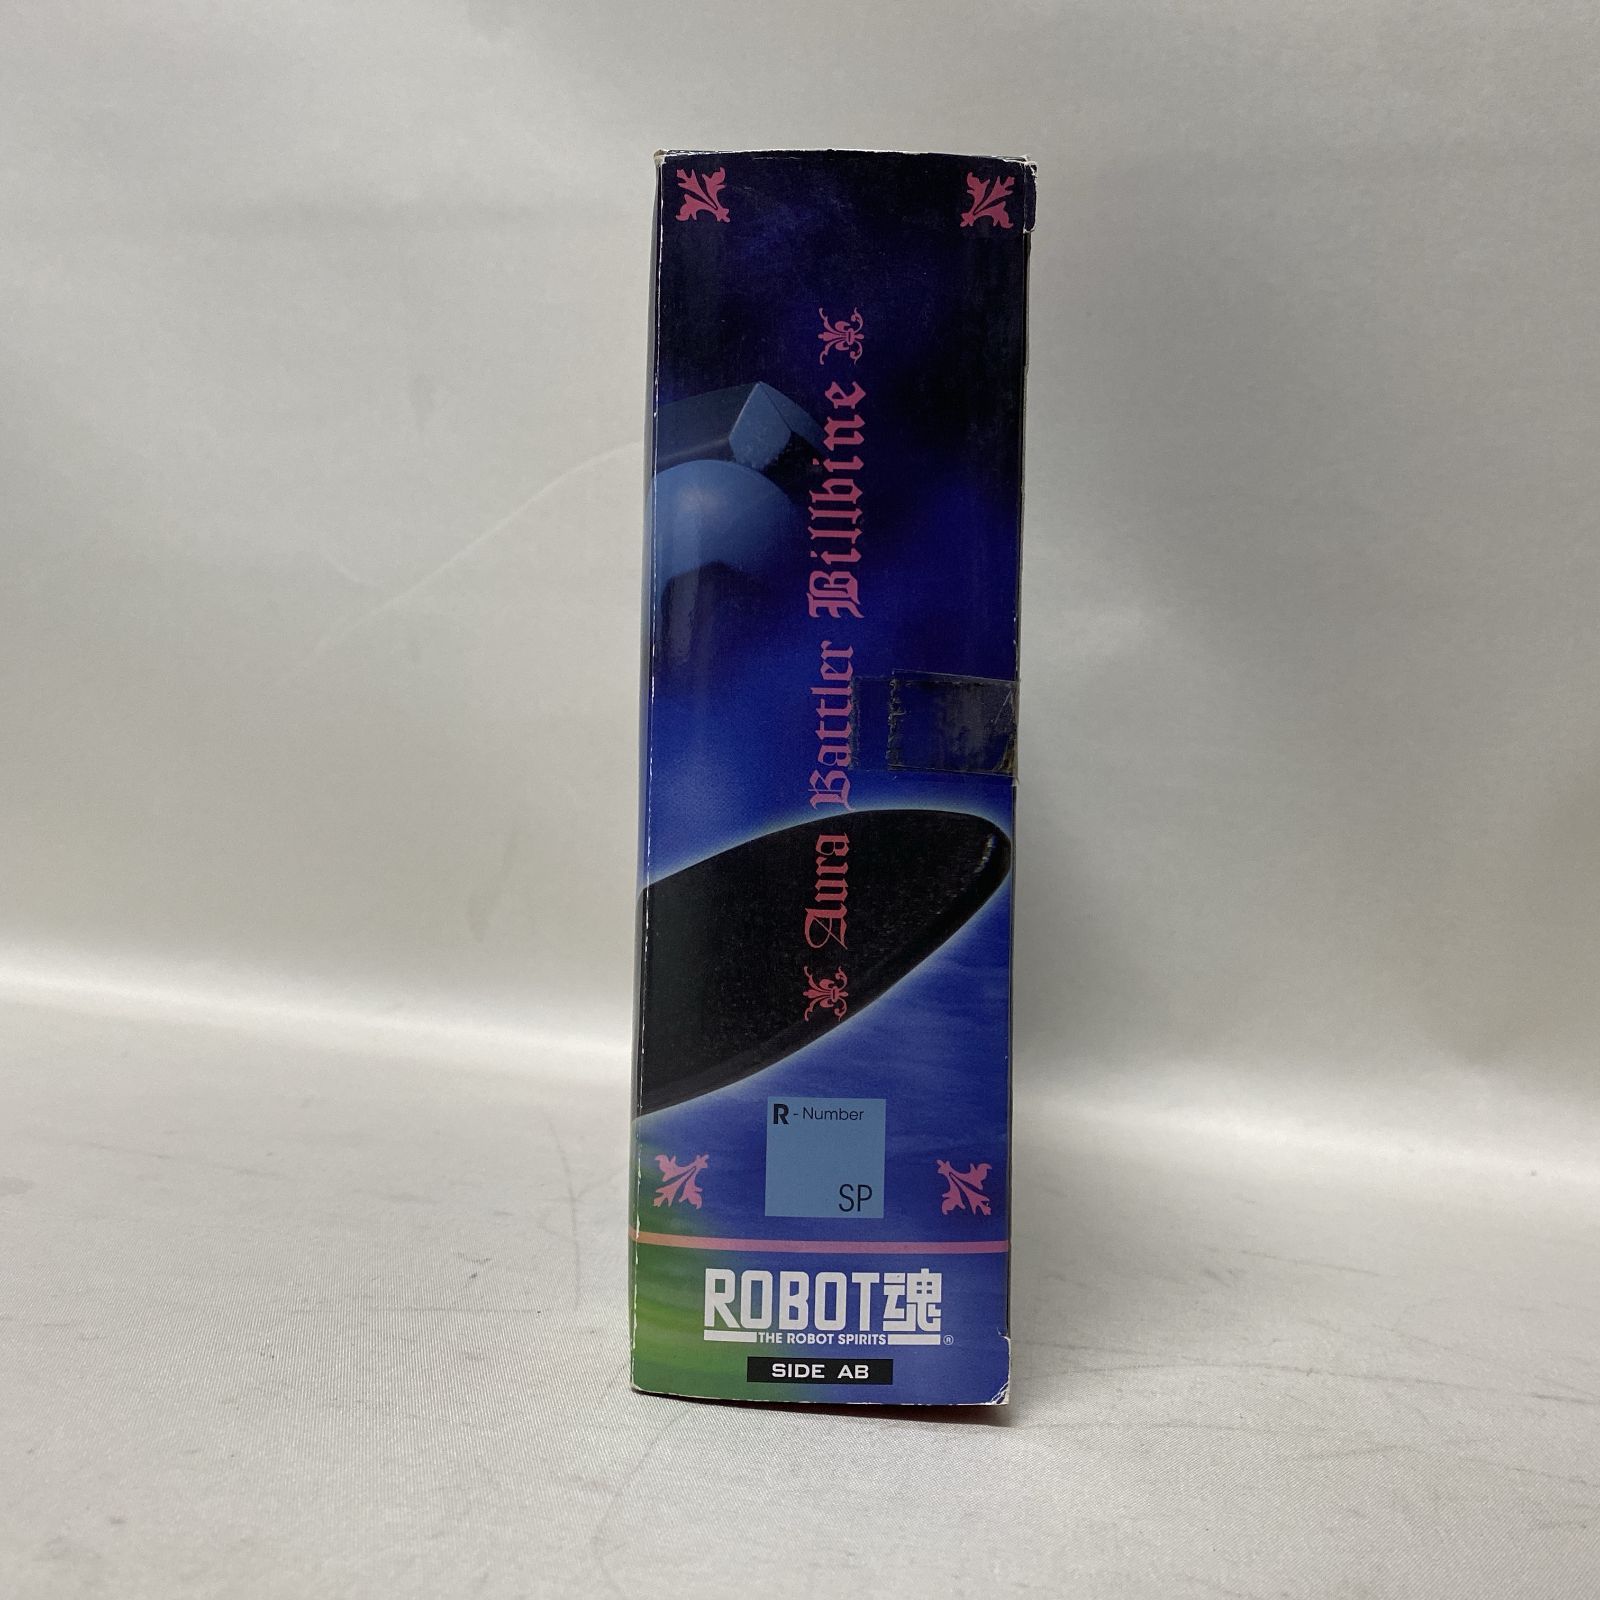 Aura Battler Billbine
R - Number
SP
ROBOT魂
THE ROBOT SPIRITS
®
SIDE AB